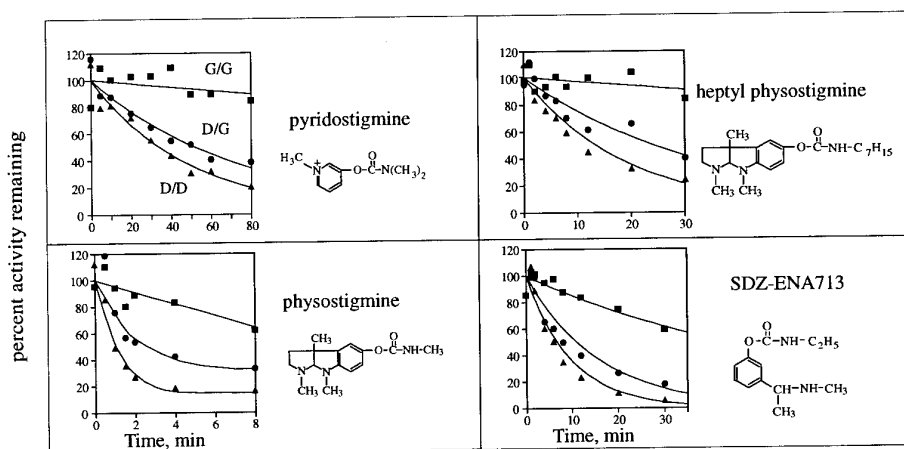 percent activity remaining
120
100
80
60
40
20
0
0 20 40 60 80
G/G
D/G
D/D
pyridostigmine
H₃C
N
+
O
O—C—N(CH₃)₂
120
100
80
60
40
20
0
0 10 20 30
heptyl physostigmine
CH₃
O
O—C—NH–C₇H₁₅
N N
CH₃ CH₃
120
100
80
60
40
20
0
0 2 4 6 8
Time, min
physostigmine
CH₃
O
O—C—NH–CH₃
N N
CH₃ CH₃
120
100
80
60
40
20
0
0 10 20 30
Time, min
SDZ-ENA713
O
O—C—NH–C₂H₅
CH—NH–CH₃
CH₃